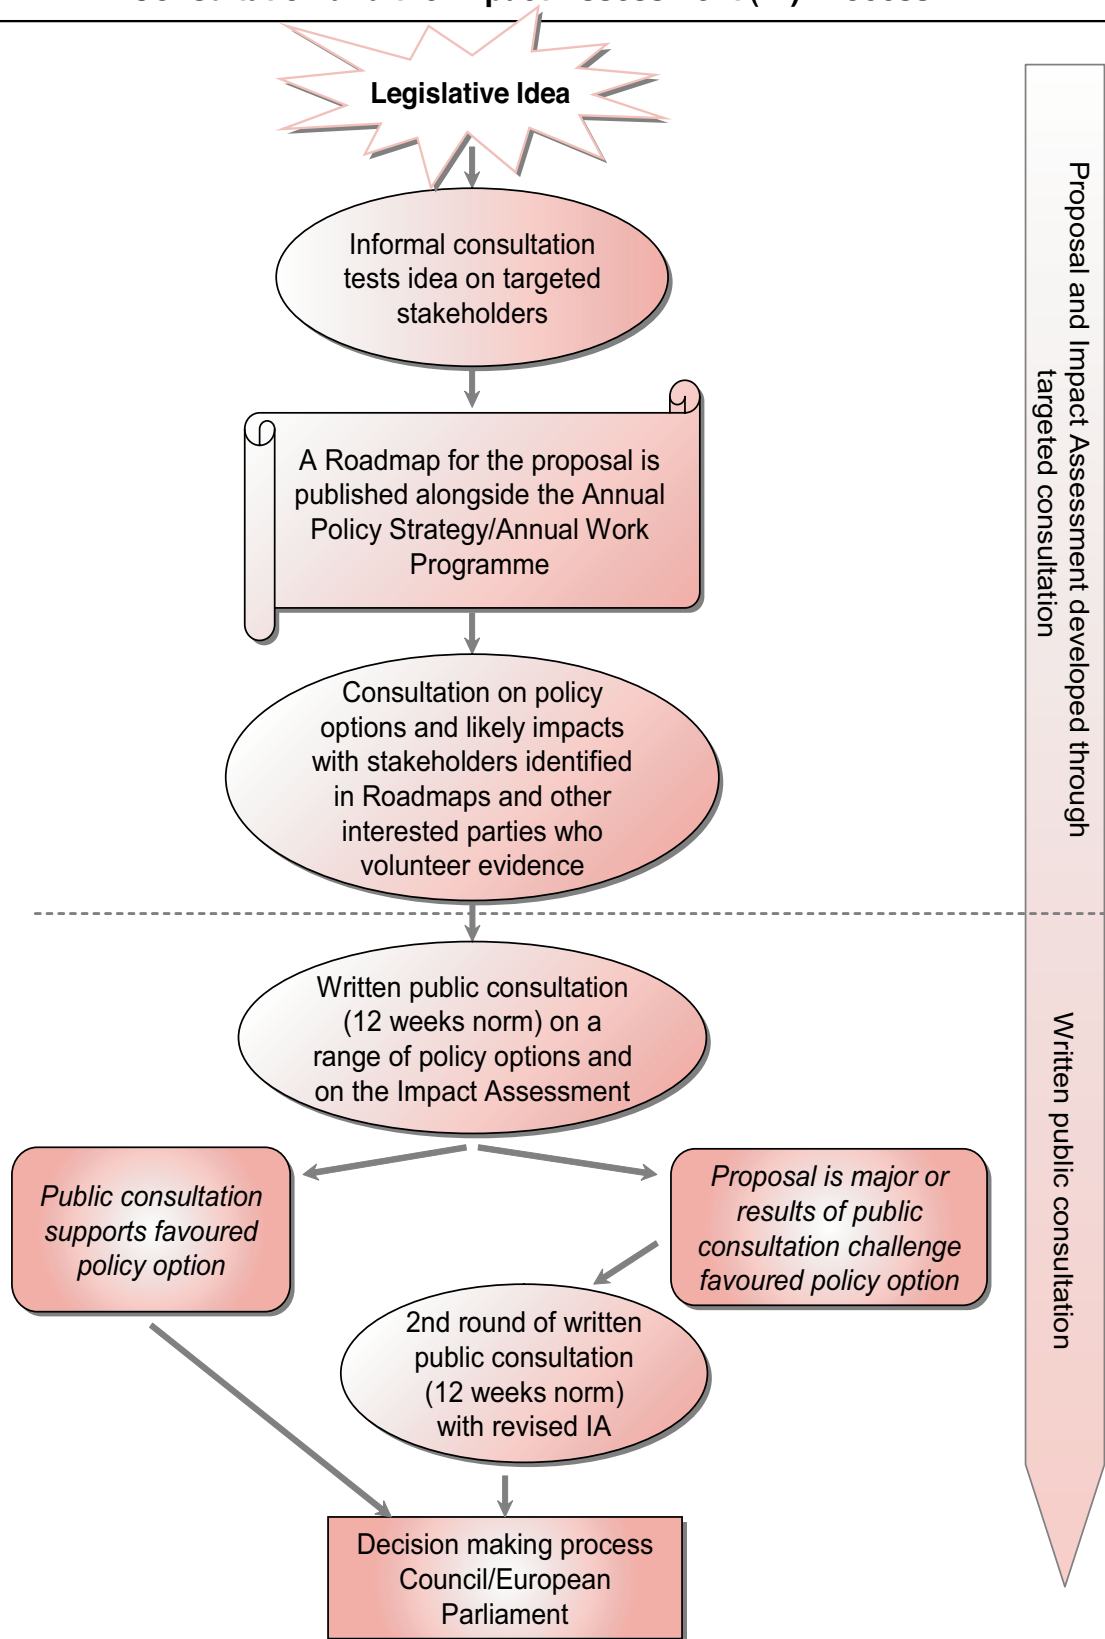 Legislative Idea
Informal consultation
tests idea on targeted
stakeholders
A Roadmap for the proposal is
published alongside the Annual
Policy Strategy/Annual Work
Programme
Consultation on policy
options and likely impacts
with stakeholders identified
in Roadmaps and other
interested parties who
volunteer evidence
Proposal and Impact Assessment developed through
targeted consultation
Written public consultation
(12 weeks norm) on a
range of policy options and
on the Impact Assessment
Public consultation
supports favoured
policy option
Proposal is major or
results of public
consultation challenge
favoured policy option
2nd round of written
public consultation
(12 weeks norm)
with revised IA
Written public consultation
Decision making process
Council/European
Parliament